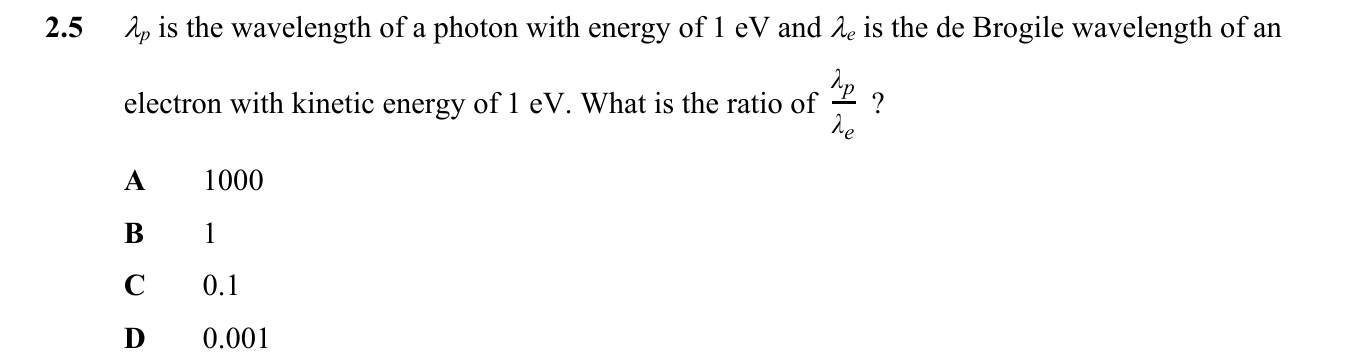 2.5 λp is the wavelength of a photon with energy of 1 eV and λe is the de Brogile wavelength of an
electron with kinetic energy of 1 eV. What is the ratio of λp/λe ?
A 1000
B 1
C 0.1
D 0.001